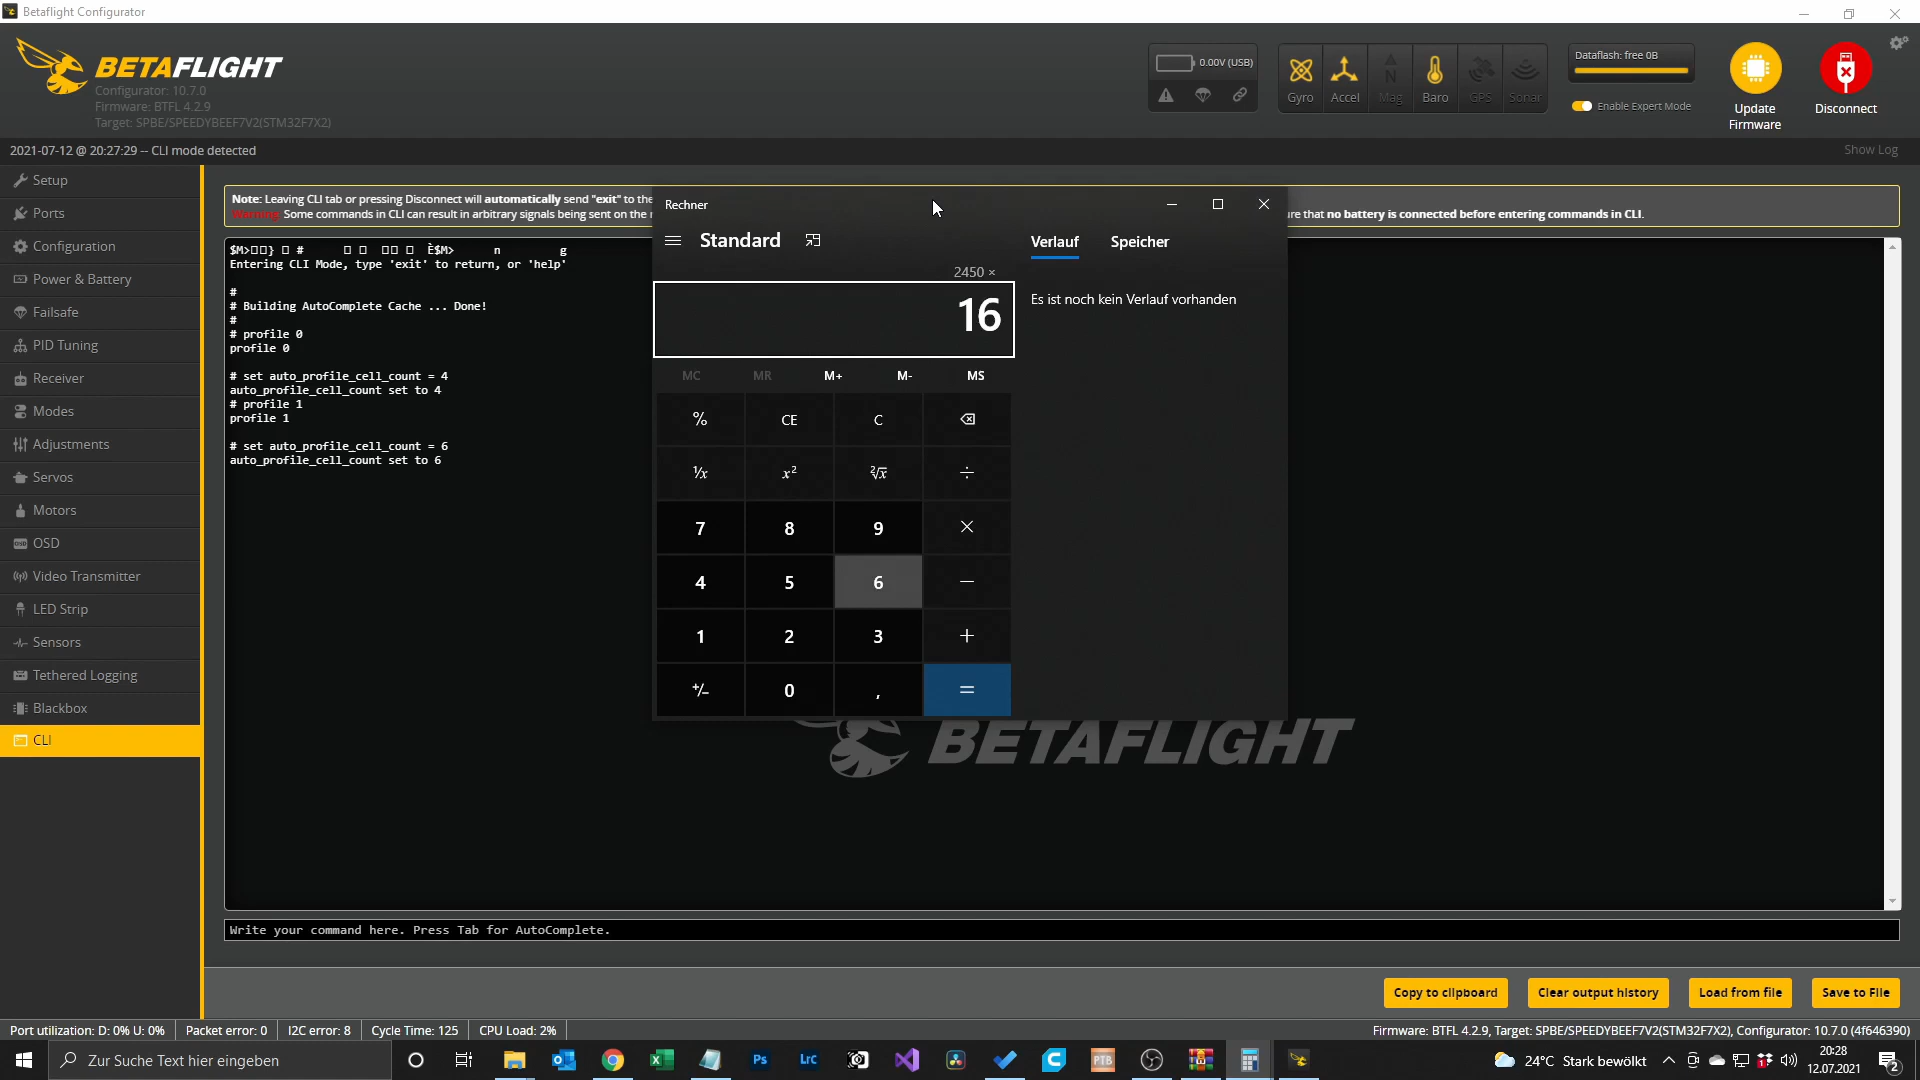 Betaflight Configurator
BETAFLIGHT
Configurator: 10.7.0
Firmware: BTFL 4.2.9
Target: SPBE/SPEEDYBEEF7V2(STM32F7X2)
0.00V (USB)
Gyro
Accel
Mag
Baro
GPS
Sonar
Dataflash: free 0B
Enable Expert Mode
Update
Firmware
Disconnect
2021-07-12 @ 20:27:29 -- CLI mode detected
Show Log
Setup
Ports
Configuration
Power & Battery
Failsafe
PID Tuning
Receiver
Modes
Adjustments
Servos
Motors
OSD
Video Transmitter
LED Strip
Sensors
Tethered Logging
Blackbox
CLI
Note: Leaving CLI tab or pressing Disconnect will automatically send "exit" to the
Warning: Some commands in CLI can result in arbitrary signals being sent on the
re that no battery is connected before entering commands in CLI.
Entering CLI Mode, type 'exit' to return, or 'help'
#
# Building AutoComplete Cache ... Done!
#
# profile 0
profile 0
# set auto_profile_cell_count = 4
auto_profile_cell_count set to 4
# profile 1
profile 1
# set auto_profile_cell_count = 6
auto_profile_cell_count set to 6
Rechner
Standard
2450 ×
16
MC MR M+ M- MS
% CE C
⅟x x² ²√x ÷
7 8 9 ×
4 5 6 −
1 2 3 +
+/− 0 , =
Verlauf Speicher
Es ist noch kein Verlauf vorhanden
BETAFLIGHT
Write your command here. Press Tab for AutoComplete.
Copy to clipboard
Clear output history
Load from file
Save to File
Port utilization: D: 0% U: 0% Packet error: 0 I2C error: 8 Cycle Time: 125 CPU Load: 2%
Firmware: BTFL 4.2.9, Target: SPBE/SPEEDYBEEF7V2(STM32F7X2), Configurator: 10.7.0 (4f646390)
Zur Suche Text hier eingeben
Ps
Lrc
PTB
24°C Stark bewölkt
20:28
12.07.2021
2